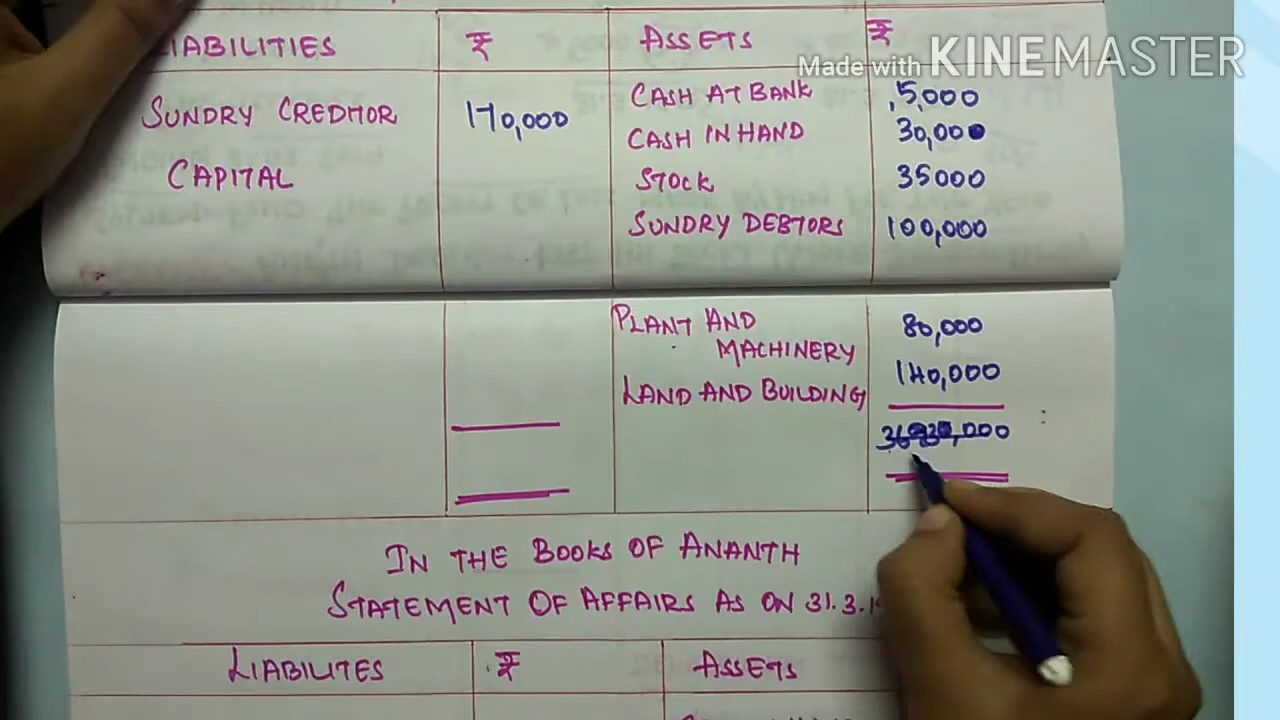 LIABILITIES ₹ ASSETS ₹
Made with KINEMASTER
SUNDRY CREDITOR 170,000 CASH AT BANK 5,000
CASH IN HAND 30,000
CAPITAL STOCK 35000
SUNDRY DEBTORS 100,000
PLANT AND 80,000
MACHINERY
LAND AND BUILDING 140,000
IN THE BOOKS OF ANANTH
STATEMENT OF AFFAIRS AS ON 31.3.1
LIABILITES ₹ ASSETS